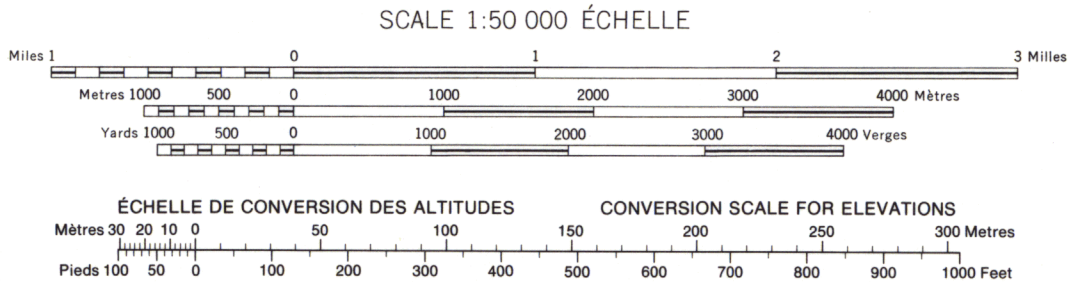 SCALE 1:50 000 ÉCHELLE
Miles 1 0 1 2 3 Milles
Metres 1000 500 0 1000 2000 3000 4000 Mètres
Yards 1000 500 0 1000 2000 3000 4000 Verges
ÉCHELLE DE CONVERSION DES ALTITUDES CONVERSION SCALE FOR ELEVATIONS
Mètres 30 20 10 0 50 100 150 200 250 300 Metres
Pieds 100 50 0 100 200 300 400 500 600 700 800 900 1000 Feet